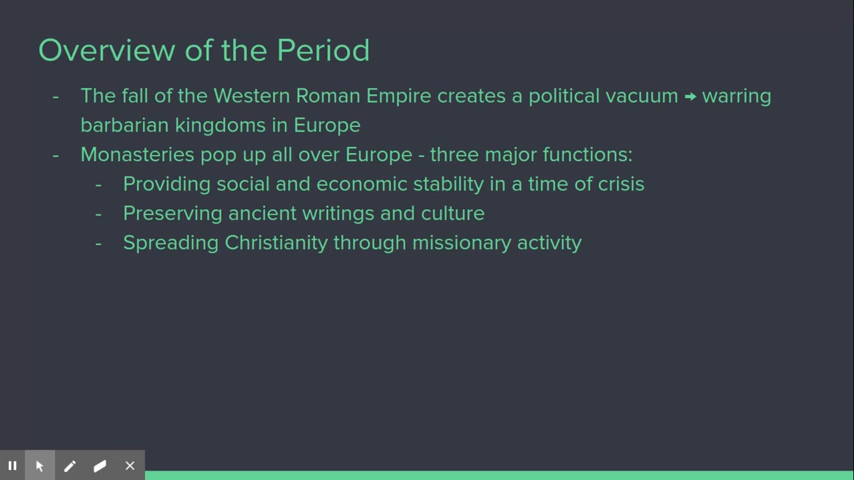 Overview of the Period
- The fall of the Western Roman Empire creates a political vacuum → warring
barbarian kingdoms in Europe
- Monasteries pop up all over Europe - three major functions:
- Providing social and economic stability in a time of crisis
- Preserving ancient writings and culture
- Spreading Christianity through missionary activity